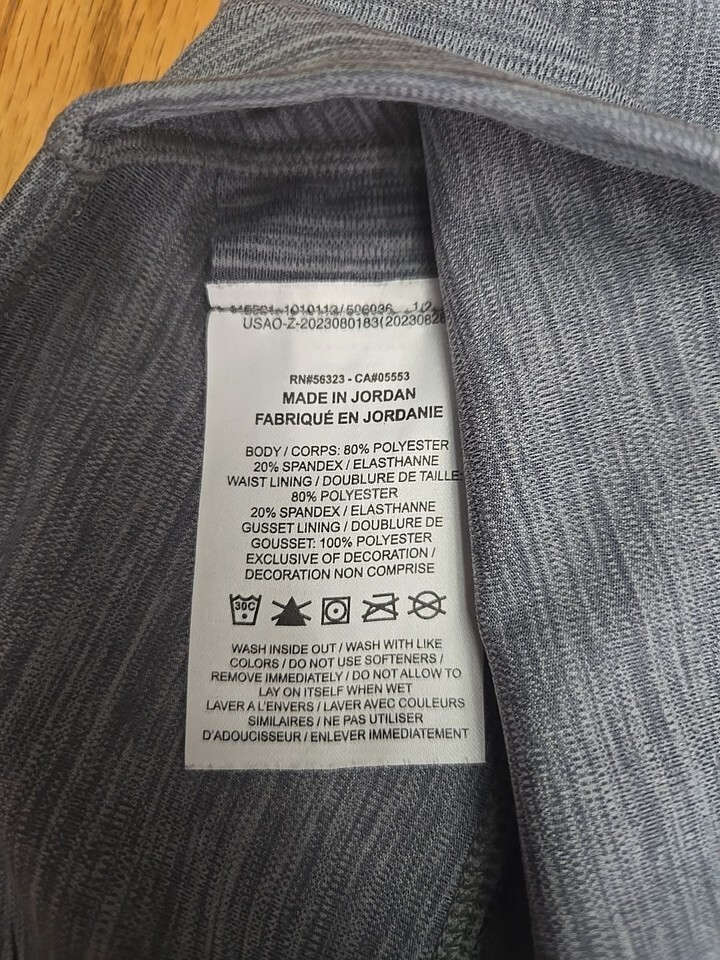 USAO-Z-2023080183(2023082
RN#56323 - CA#05553
MADE IN JORDAN
FABRIQUÉ EN JORDANIE
BODY / CORPS: 80% POLYESTER
20% SPANDEX / ELASTHANNE
WAIST LINING / DOUBLURE DE TAILLE:
80% POLYESTER
20% SPANDEX / ELASTHANNE
GUSSET LINING / DOUBLURE DE
GOUSSET: 100% POLYESTER
EXCLUSIVE OF DECORATION /
DECORATION NON COMPRISE
30C
WASH INSIDE OUT / WASH WITH LIKE
COLORS / DO NOT USE SOFTENERS /
REMOVE IMMEDIATELY / DO NOT ALLOW TO
LAY ON ITSELF WHEN WET
LAVER A L'ENVERS / LAVER AVEC COULEURS
SIMILAIRES / NE PAS UTILISER
D'ADOUCISSEUR / ENLEVER IMMEDIATEMENT